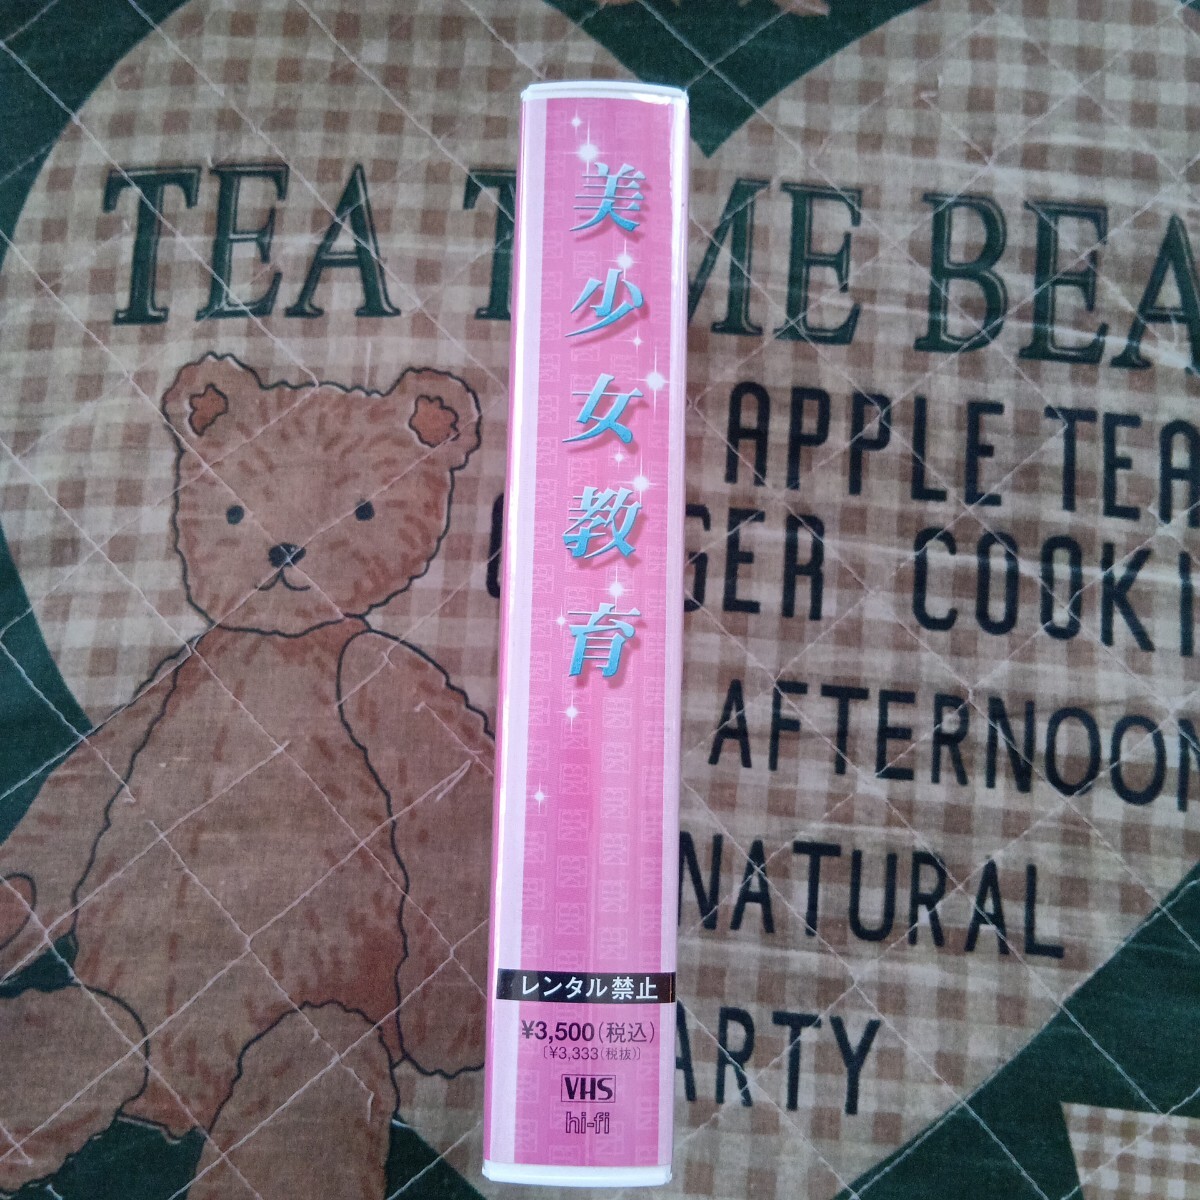 美少女教育
レンタル禁止
¥3,500(税込)
〔¥3,333(税抜)〕
VHS
hi-fi
TEA T ME BEA
APPLE TEA
GER COOKI
AFTERNOON
NATURAL
ARTY